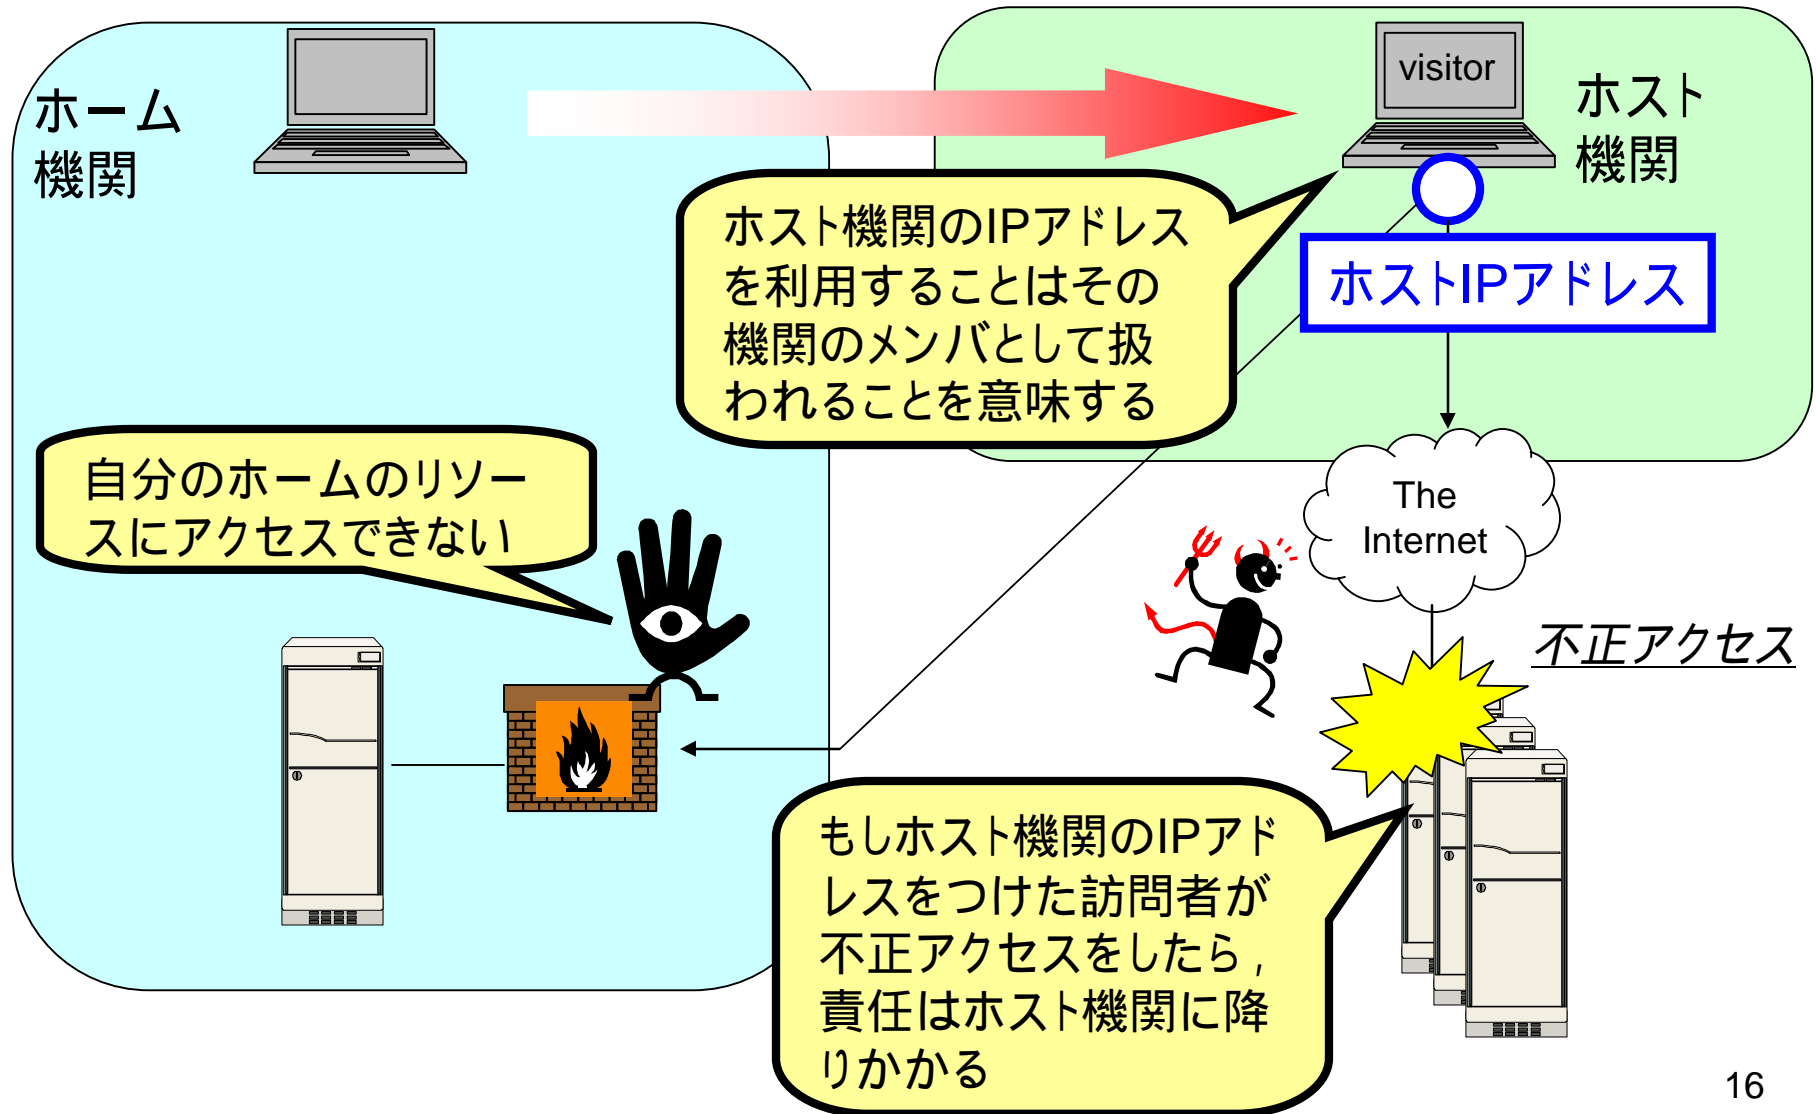 ホーム
機関
visitor
ホスト
機関
ホスト機関のIPアドレス
を利用することはその
機関のメンバとして扱
われることを意味する
ホストIPアドレス
自分のホームのリソー
スにアクセスできない
The
Internet
不正アクセス
もしホスト機関のIPアド
レスをつけた訪問者が
不正アクセスをしたら,
責任はホスト機関に降
りかかる
16